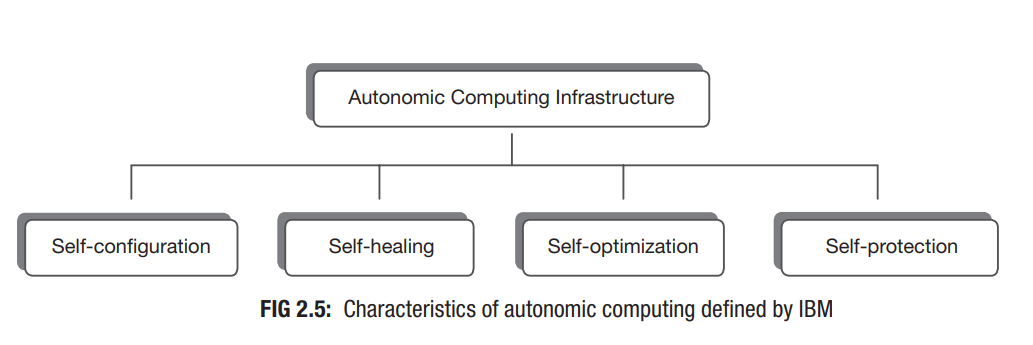 Autonomic Computing Infrastructure
Self-configuration
Self-healing
Self-optimization
Self-protection
FIG 2.5: Characteristics of autonomic computing defined by IBM